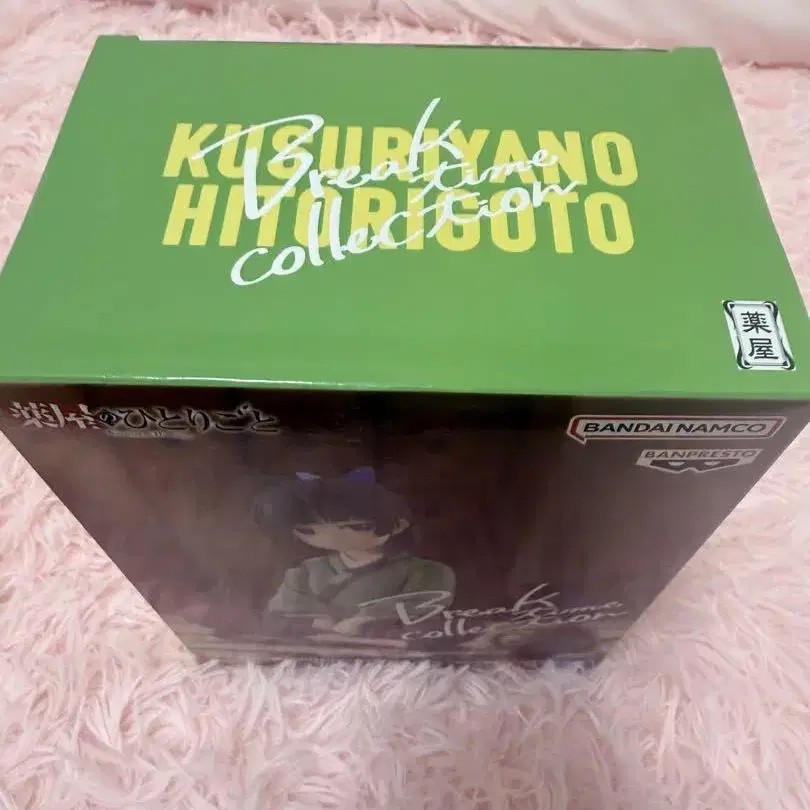 KUSURIYANO
HITORIGOTO
Break time
collection
薬屋
薬屋のひとりごと
BANDAI NAMCO
BANPRESTO
Break time
collection